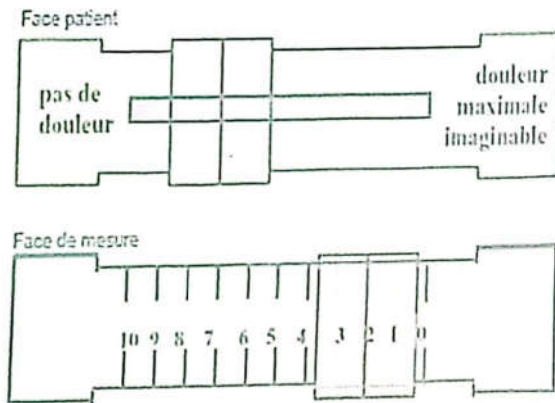 Face patient
pas de
douleur
douleur
maximale
imaginable
Face de mesure
10 9 8 7 6 5 4 3 2 1 0